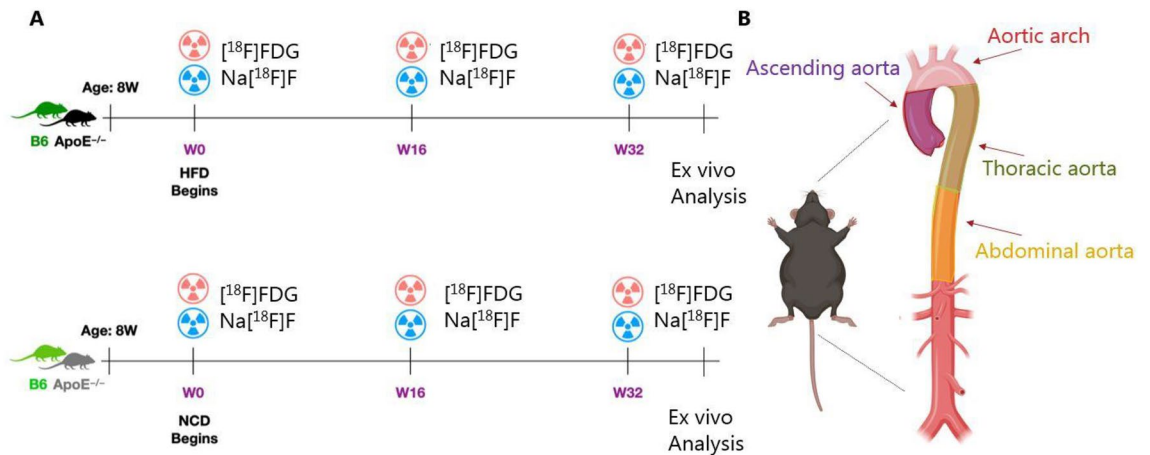 A
[¹⁸F]FDG
Na[¹⁸F]F
[¹⁸F]FDG
Na[¹⁸F]F
[¹⁸F]FDG
Na[¹⁸F]F
Age: 8W
B6 ApoE⁻/⁻
W0
W16
W32
HFD
Begins
Ex vivo
Analysis
[¹⁸F]FDG
Na[¹⁸F]F
[¹⁸F]FDG
Na[¹⁸F]F
[¹⁸F]FDG
Na[¹⁸F]F
Age: 8W
B6 ApoE⁻/⁻
W0
W16
W32
NCD
Begins
Ex vivo
Analysis
B
Aortic arch
Ascending aorta
Thoracic aorta
Abdominal aorta